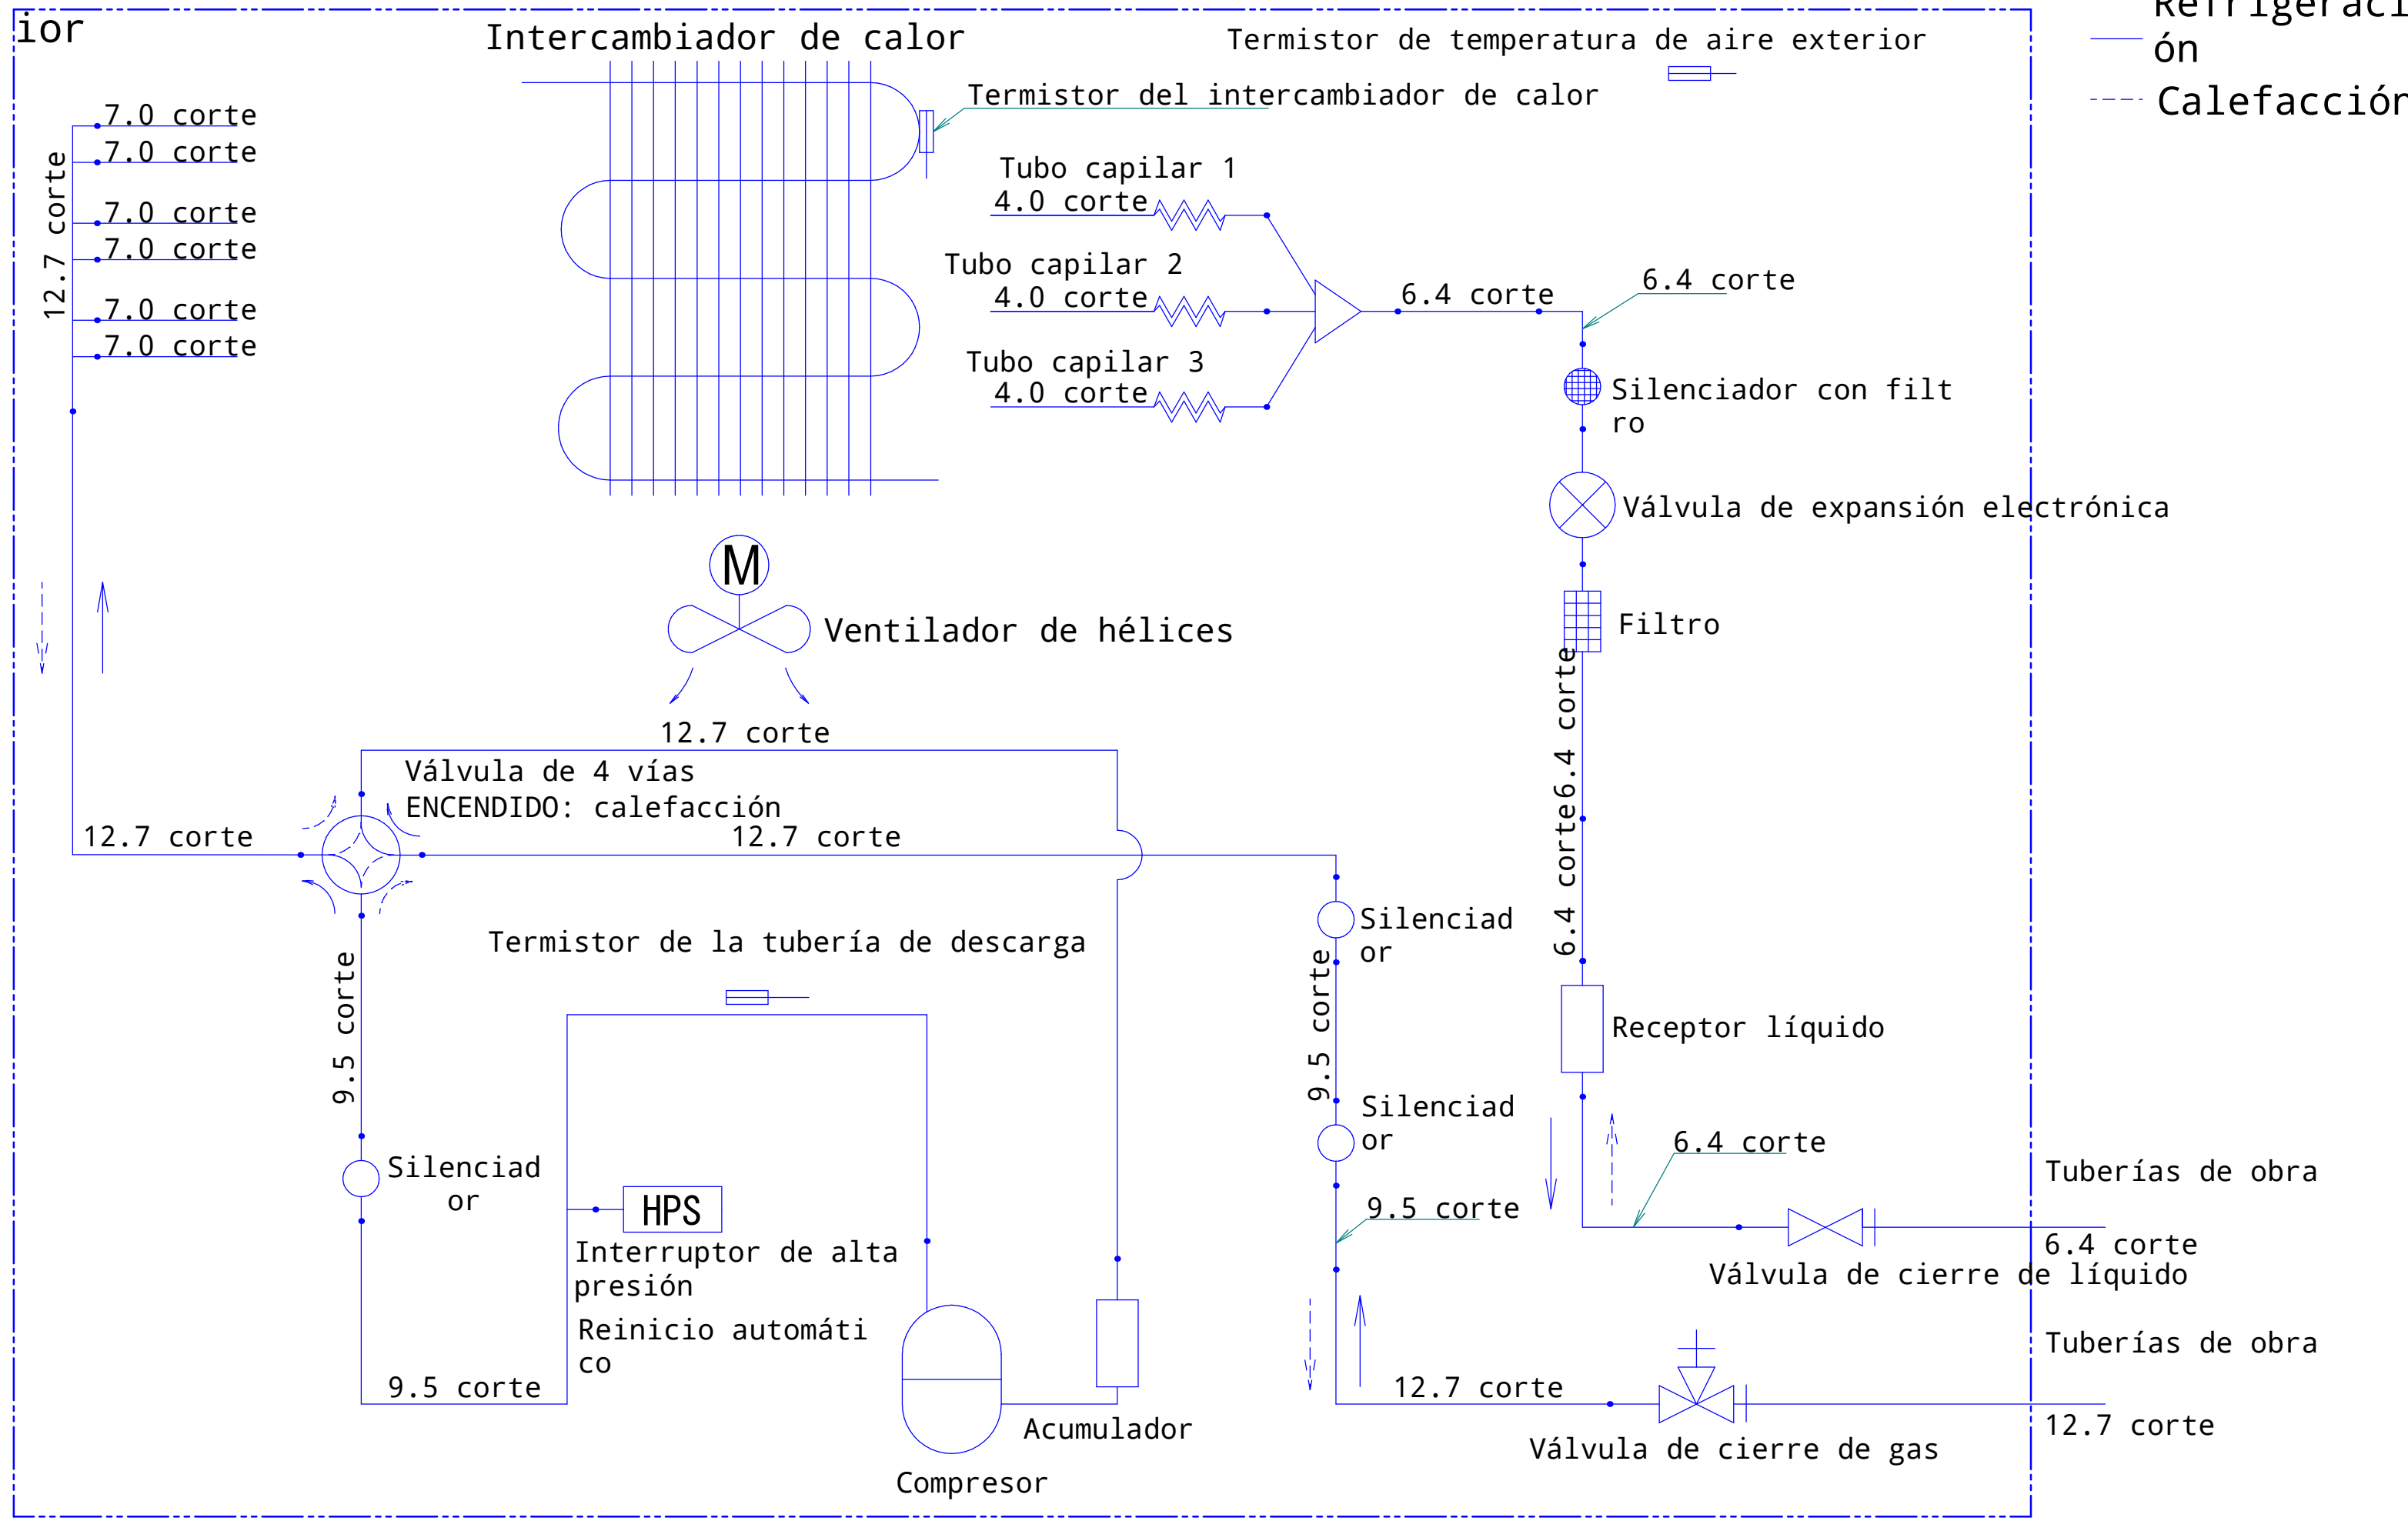 ior
Intercambiador de calor
Termistor de temperatura de aire exterior
Refrigeraci
ón
Calefacción
Termistor del intercambiador de calor
7.0 corte
7.0 corte
7.0 corte
7.0 corte
7.0 corte
7.0 corte
12.7 corte
Tubo capilar 1
4.0 corte
Tubo capilar 2
4.0 corte
Tubo capilar 3
4.0 corte
6.4 corte
6.4 corte
Silenciador con filt
ro
Válvula de expansión electrónica
M
Ventilador de hélices
Filtro
6.4 corte
6.4 corte
12.7 corte
Válvula de 4 vías
ENCENDIDO: calefacción
12.7 corte
12.7 corte
Silenciad
or
Termistor de la tubería de descarga
9.5 corte
9.5 corte
Receptor líquido
Silenciad
or
Silenciad
or
6.4 corte
Tuberías de obra
HPS
9.5 corte
Interruptor de alta
presión
6.4 corte
Válvula de cierre de líquido
Reinicio automáti
co
Tuberías de obra
9.5 corte
12.7 corte
Acumulador
12.7 corte
Válvula de cierre de gas
Compresor